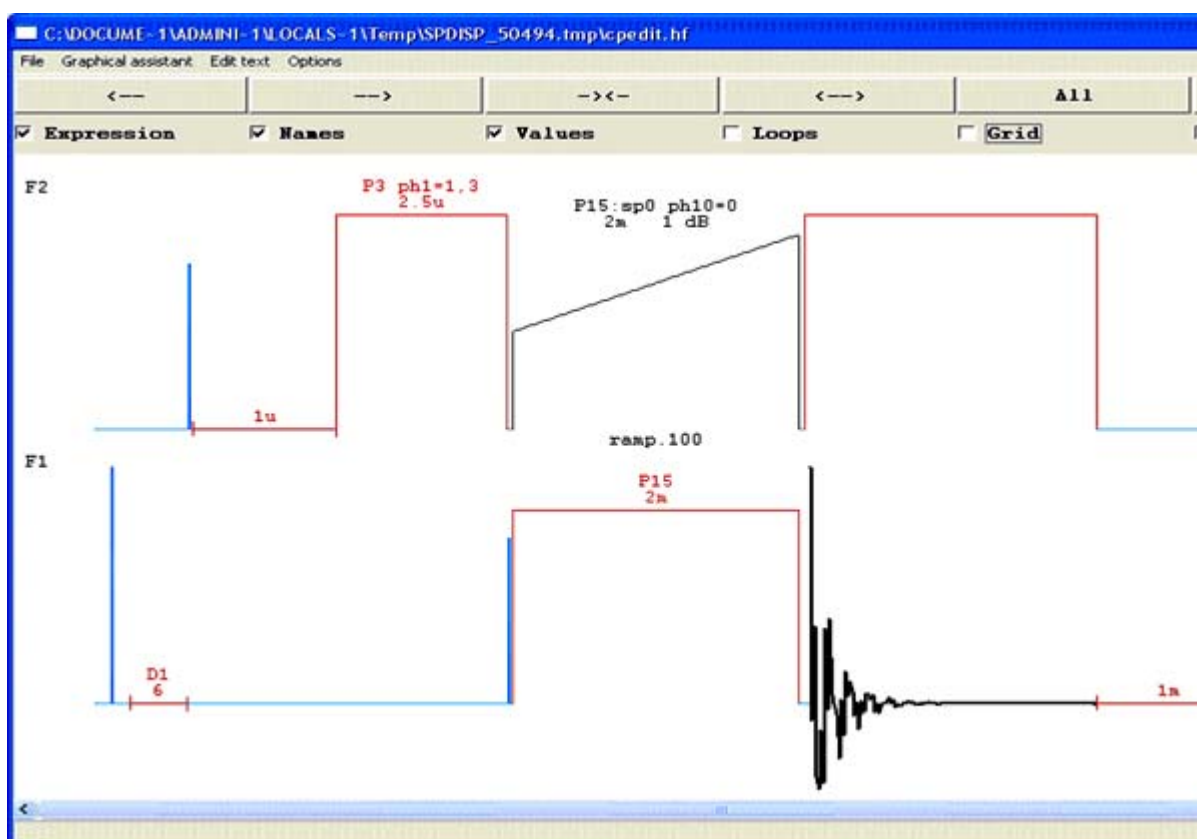 C:\DOCUME~1\ADMINI~1\LOCALS~1\Temp\SPDISP_50494.tmp\cpedit.hf
File Graphical assistant Edit text Options
<-- --> -><- <--> All
Expression Names Values Loops Grid
F2
P3 ph1=1,3
2.5u
P15:sp0 ph10=0
2m 1 dB
1u
ramp.100
F1
P15
2m
D1
6
1m